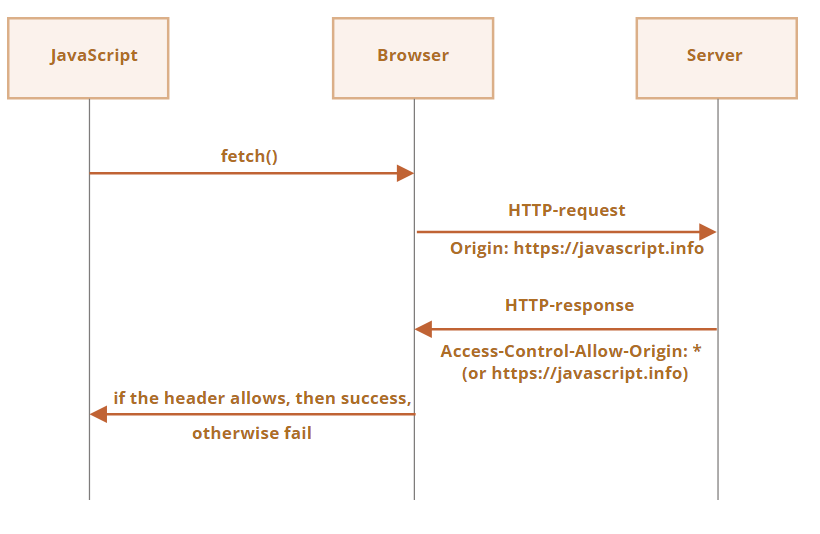 JavaScript
Browser
Server
fetch()
HTTP-request
Origin: https://javascript.info
HTTP-response
Access-Control-Allow-Origin: *
(or https://javascript.info)
if the header allows, then success,
otherwise fail